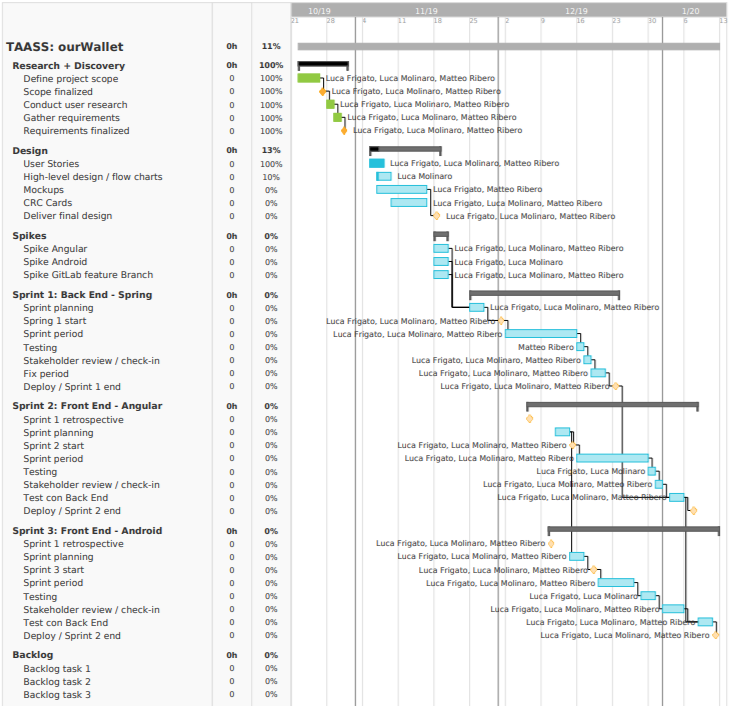 10/19 11/19 12/19 1/20
21 28 4 11 18 25 2 9 16 23 30 6 13
TAASS: ourWallet 0h 11%
Research + Discovery 0h 100%
Define project scope 0 100% Luca Frigato, Luca Molinaro, Matteo Ribero
Scope finalized 0 100% Luca Frigato, Luca Molinaro, Matteo Ribero
Conduct user research 0 100% Luca Frigato, Luca Molinaro, Matteo Ribero
Gather requirements 0 100% Luca Frigato, Luca Molinaro, Matteo Ribero
Requirements finalized 0 100% Luca Frigato, Luca Molinaro, Matteo Ribero
Design 0h 13%
User Stories 0 100% Luca Frigato, Luca Molinaro, Matteo Ribero
High-level design / flow charts 0 10% Luca Molinaro
Mockups 0 0% Luca Frigato, Matteo Ribero
CRC Cards 0 0% Luca Frigato, Luca Molinaro, Matteo Ribero
Deliver final design 0 0% Luca Frigato, Luca Molinaro, Matteo Ribero
Spikes 0h 0%
Spike Angular 0 0% Luca Frigato, Luca Molinaro, Matteo Ribero
Spike Android 0 0% Luca Frigato, Luca Molinaro
Spike GitLab feature Branch 0 0% Luca Frigato, Luca Molinaro, Matteo Ribero
Sprint 1: Back End - Spring 0h 0%
Sprint planning 0 0% Luca Frigato, Luca Molinaro, Matteo Ribero
Spring 1 start 0 0% Luca Frigato, Luca Molinaro, Matteo Ribero
Sprint period 0 0% Luca Frigato, Luca Molinaro, Matteo Ribero
Testing 0 0% Matteo Ribero
Stakeholder review / check-in 0 0% Luca Frigato, Luca Molinaro, Matteo Ribero
Fix period 0 0% Luca Frigato, Luca Molinaro, Matteo Ribero
Deploy / Sprint 1 end 0 0% Luca Frigato, Luca Molinaro, Matteo Ribero
Sprint 2: Front End - Angular 0h 0%
Sprint 1 retrospective 0 0%
Sprint planning 0 0%
Sprint 2 start 0 0% Luca Frigato, Luca Molinaro, Matteo Ribero
Sprint period 0 0% Luca Frigato, Luca Molinaro, Matteo Ribero
Testing 0 0% Luca Frigato, Luca Molinaro
Stakeholder review / check-in 0 0% Luca Frigato, Luca Molinaro, Matteo Ribero
Test con Back End 0 0% Luca Frigato, Luca Molinaro, Matteo Ribero
Deploy / Sprint 2 end 0 0%
Sprint 3: Front End - Android 0h 0%
Sprint 1 retrospective 0 0% Luca Frigato, Luca Molinaro, Matteo Ribero
Sprint planning 0 0% Luca Frigato, Luca Molinaro, Matteo Ribero
Sprint 3 start 0 0% Luca Frigato, Luca Molinaro, Matteo Ribero
Sprint period 0 0% Luca Frigato, Luca Molinaro, Matteo Ribero
Testing 0 0% Luca Frigato, Luca Molinaro
Stakeholder review / check-in 0 0% Luca Frigato, Luca Molinaro, Matteo Ribero
Test con Back End 0 0% Luca Frigato, Luca Molinaro, Matteo Ribero
Deploy / Sprint 2 end 0 0% Luca Frigato, Luca Molinaro, Matteo Ribero
Backlog 0h 0%
Backlog task 1 0 0%
Backlog task 2 0 0%
Backlog task 3 0 0%